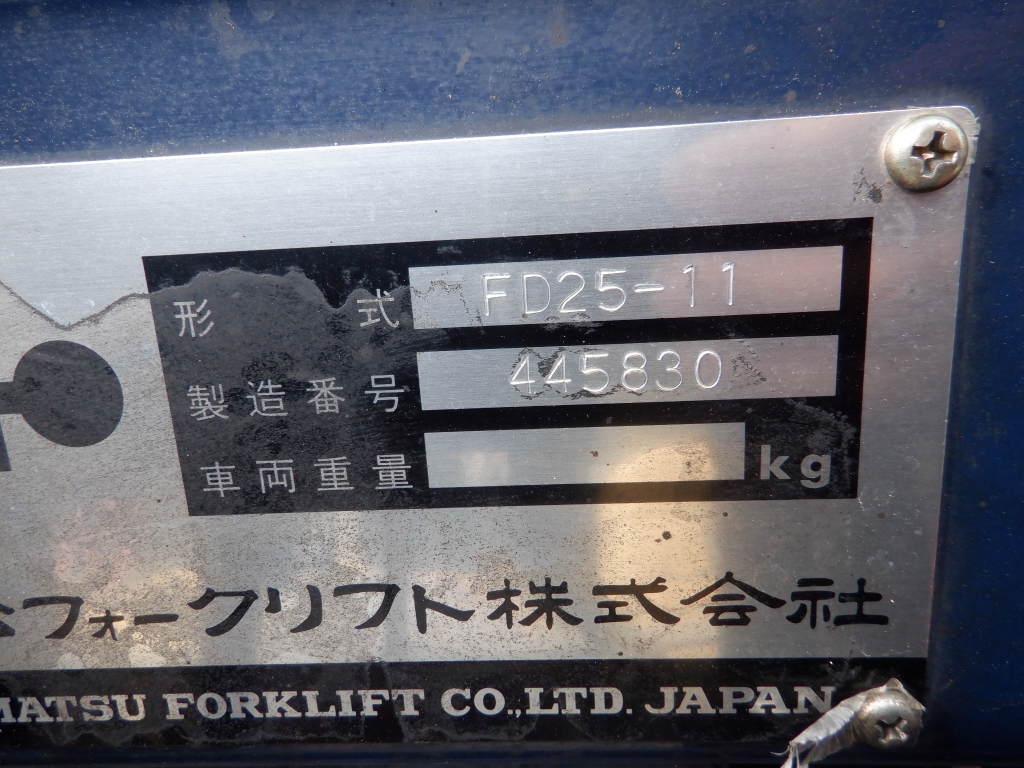 形式 FD25-11
製造番号 445830
車両重量 kg
フォークリフト株式会社
MATSU FORKLIFT CO.,LTD. JAPAN